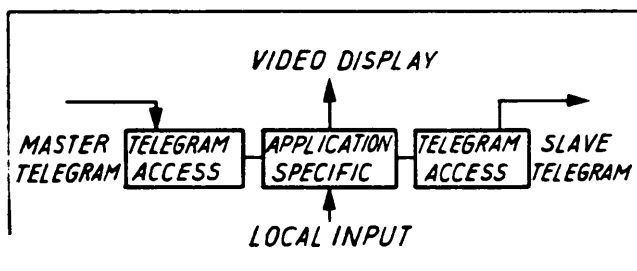 VIDEO DISPLAY
MASTER
TELEGRAM
TELEGRAM
ACCESS
APPLICATION
SPECIFIC
TELEGRAM
ACCESS
SLAVE
TELEGRAM
LOCAL INPUT